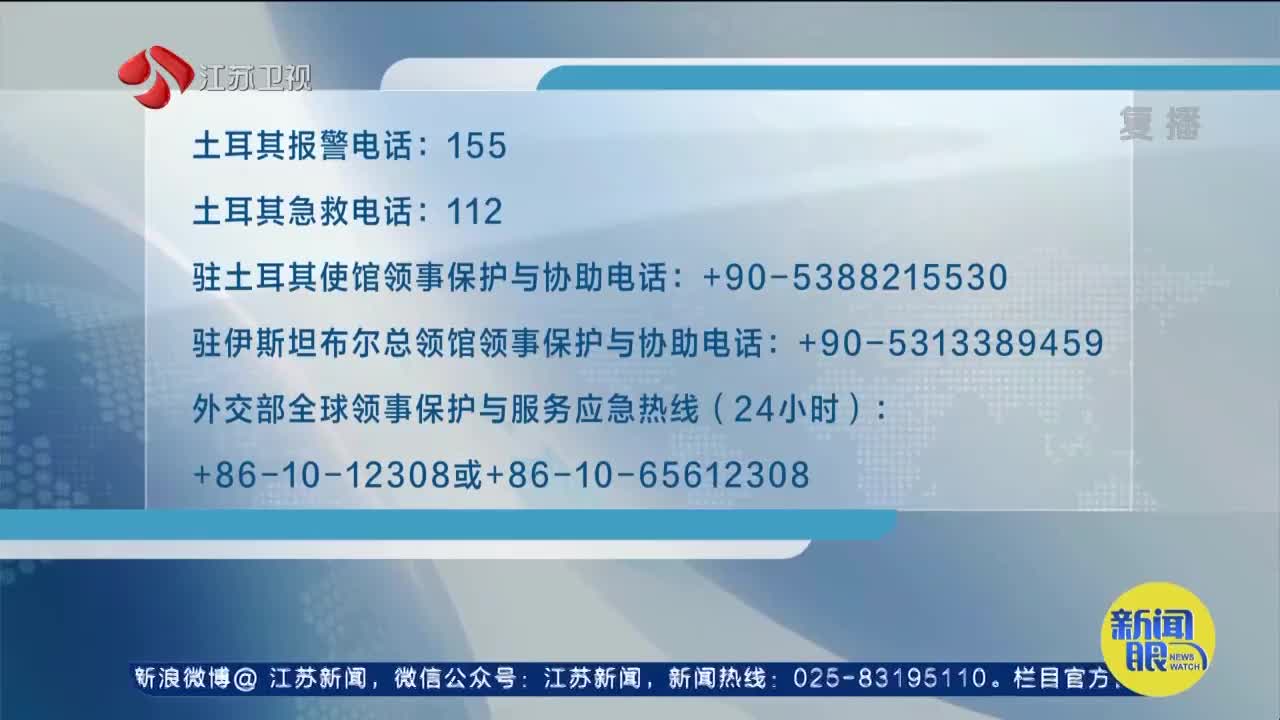 江苏卫视
复播
土耳其报警电话：155
土耳其急救电话：112
驻土耳其使馆领事保护与协助电话：+90-5388215530
驻伊斯坦布尔总领馆领事保护与协助电话：+90-5313389459
外交部全球领事保护与服务应急热线（24小时）：
+86-10-12308或+86-10-65612308
新闻眼
NEWS
WATCH
新浪微博@ 江苏新闻，微信公众号：江苏新闻，新闻热线：025-83195110。栏目官方